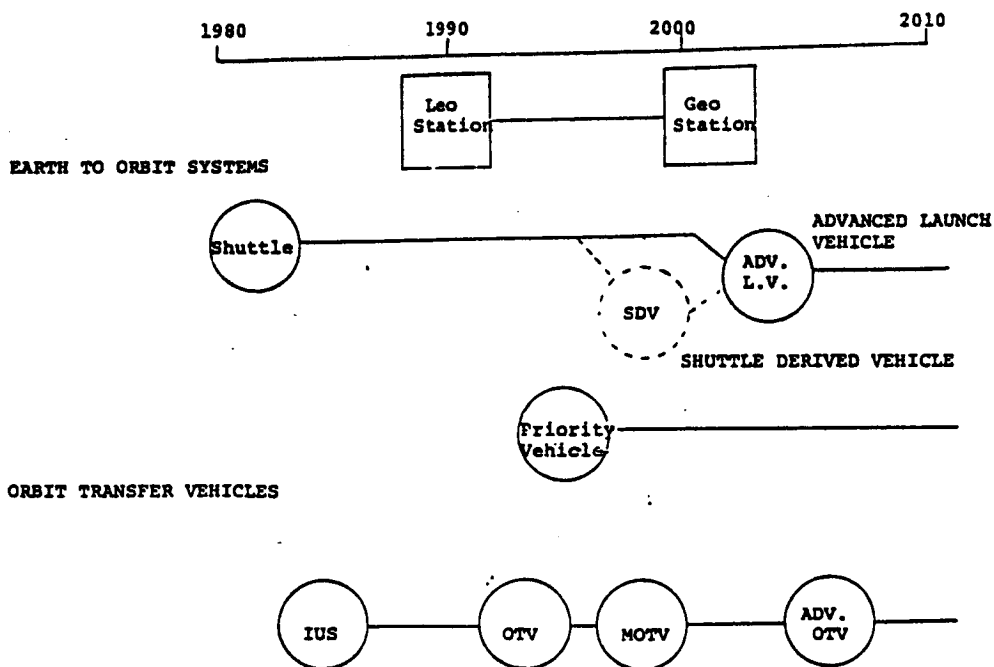 1980 1990 2000 2010
Leo
Station
Geo
Station
EARTH TO ORBIT SYSTEMS
Shuttle
ADVANCED LAUNCH
VEHICLE
ADV.
L.V.
SDV
SHUTTLE DERIVED VEHICLE
Priority
Vehicle
ORBIT TRANSFER VEHICLES
IUS
OTV
MOTV
ADV.
OTV